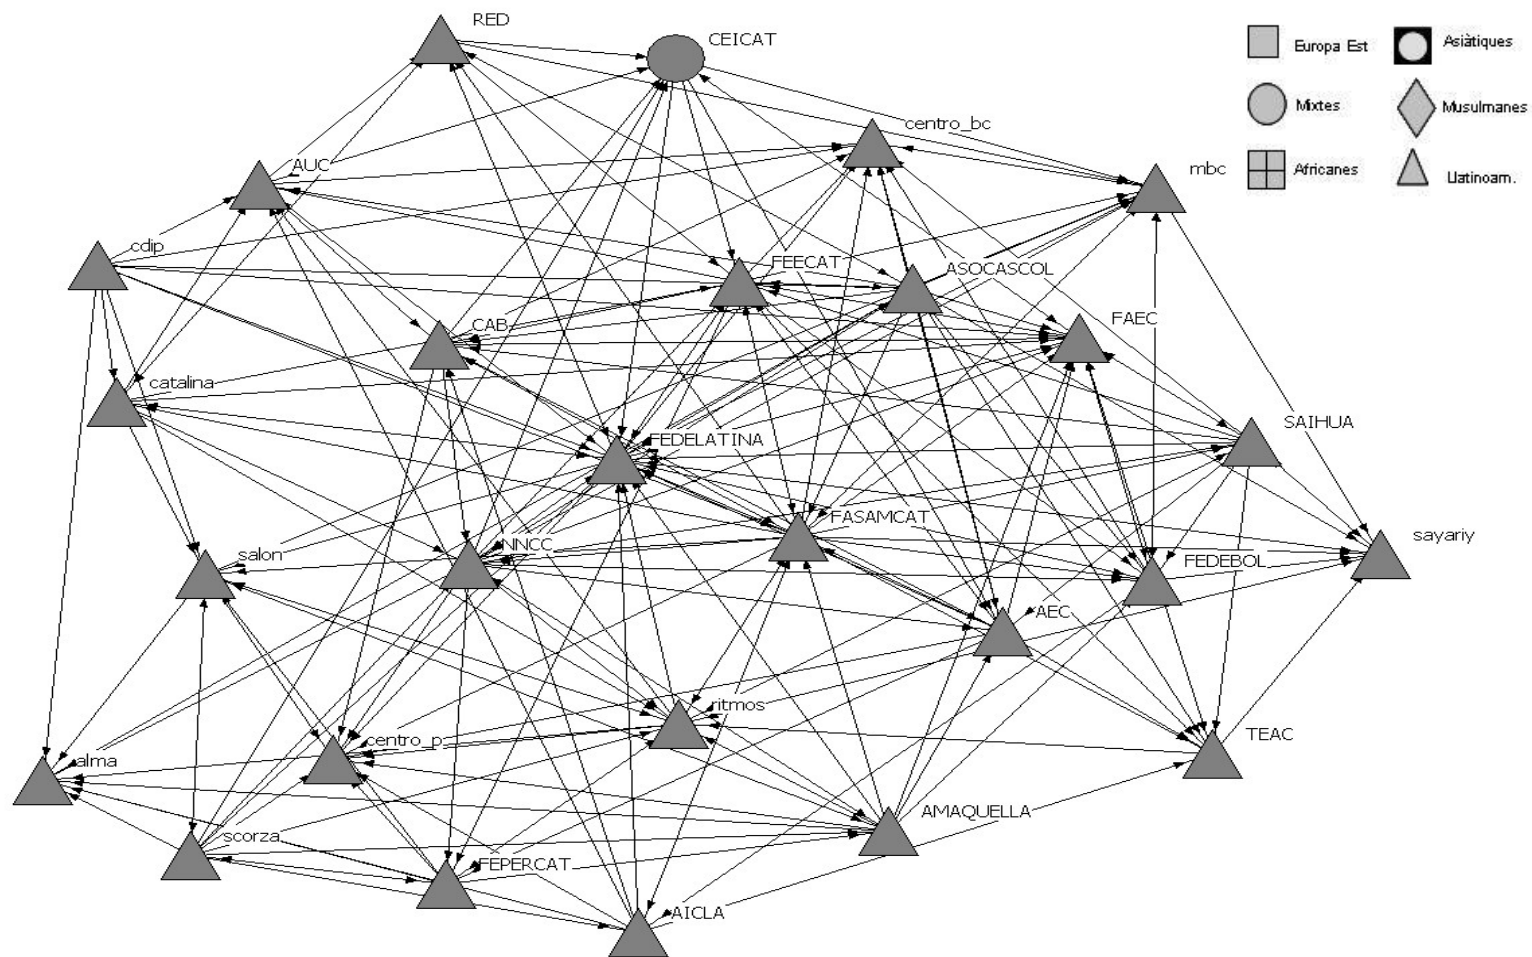 RED
CEICAT
Europa Est
Asiàtiques
Mixtes
Musulmanes
centro_bc
AUC
mbc
Africanes
Llatinoam.
cdip
FEECAT
ASOCASCOL
CAB
FAEC
catalina
SAIHUA
FEDELATINA
FASAMCAT
sayariy
salon
NNCC
FEDEBOL
AEC
ritmos
centro_p
TEAC
alma
AMAQUELLA
scorza
FEPERCAT
AICLA